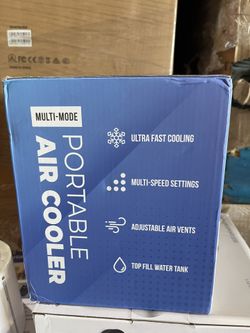 MULTI-MODE
PORTABLE
AIR COOLER
ULTRA FAST COOLING
MULTI-SPEED SETTINGS
ADJUSTABLE AIR VENTS
TOP FILL WATER TANK